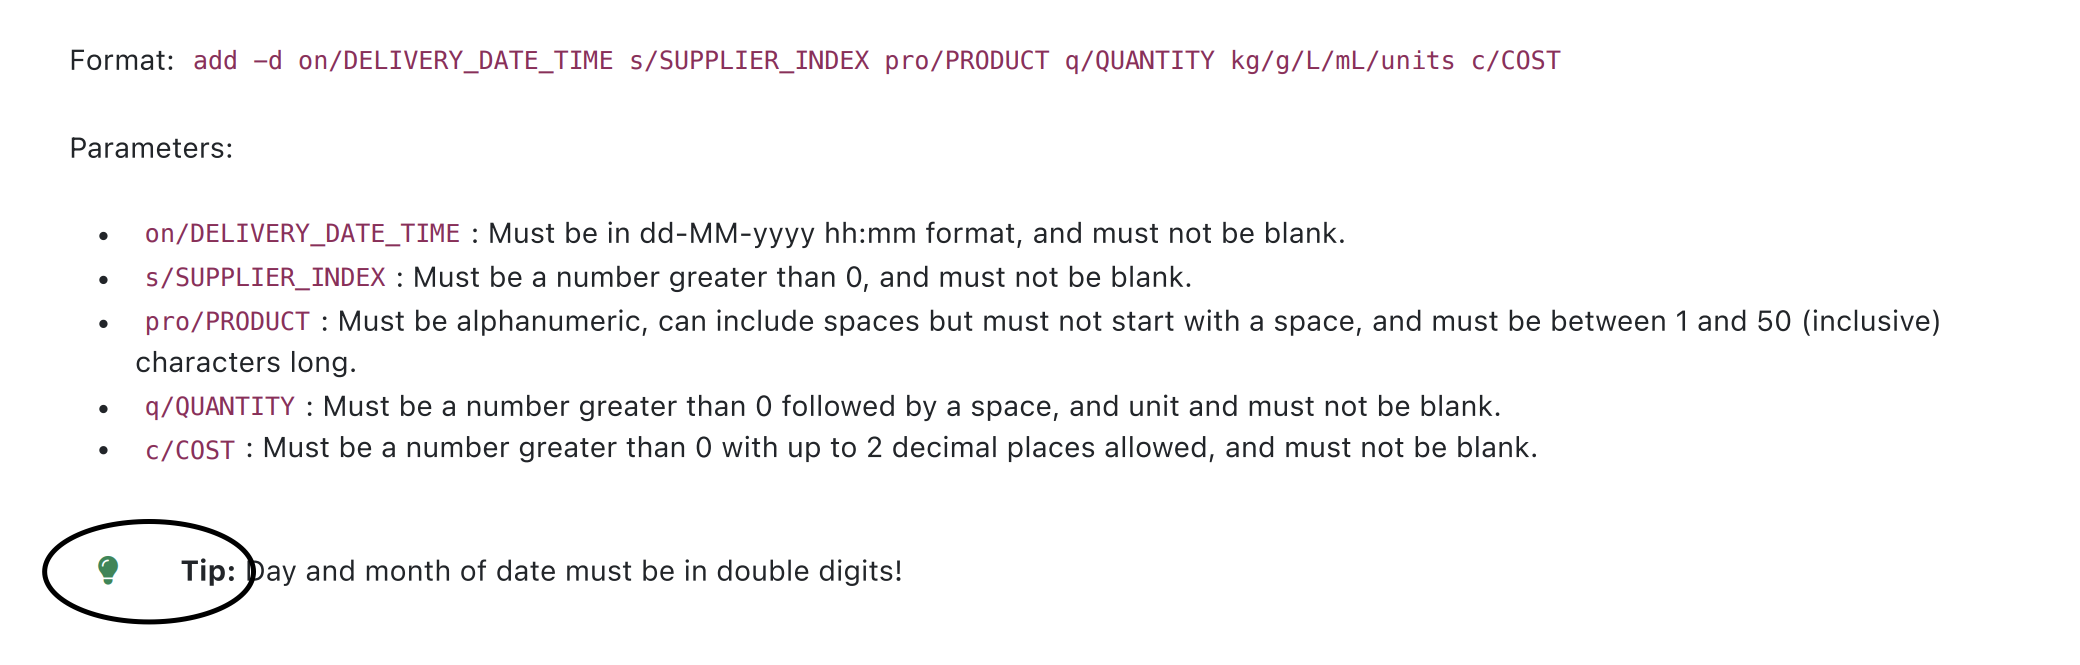 Format: add -d on/DELIVERY_DATE_TIME s/SUPPLIER_INDEX pro/PRODUCT q/QUANTITY kg/g/L/mL/units c/COST
Parameters:
• on/DELIVERY_DATE_TIME : Must be in dd-MM-yyyy hh:mm format, and must not be blank.
• s/SUPPLIER_INDEX : Must be a number greater than 0, and must not be blank.
• pro/PRODUCT : Must be alphanumeric, can include spaces but must not start with a space, and must be between 1 and 50 (inclusive)
characters long.
• q/QUANTITY : Must be a number greater than 0 followed by a space, and unit and must not be blank.
• c/COST : Must be a number greater than 0 with up to 2 decimal places allowed, and must not be blank.
Tip: Day and month of date must be in double digits!